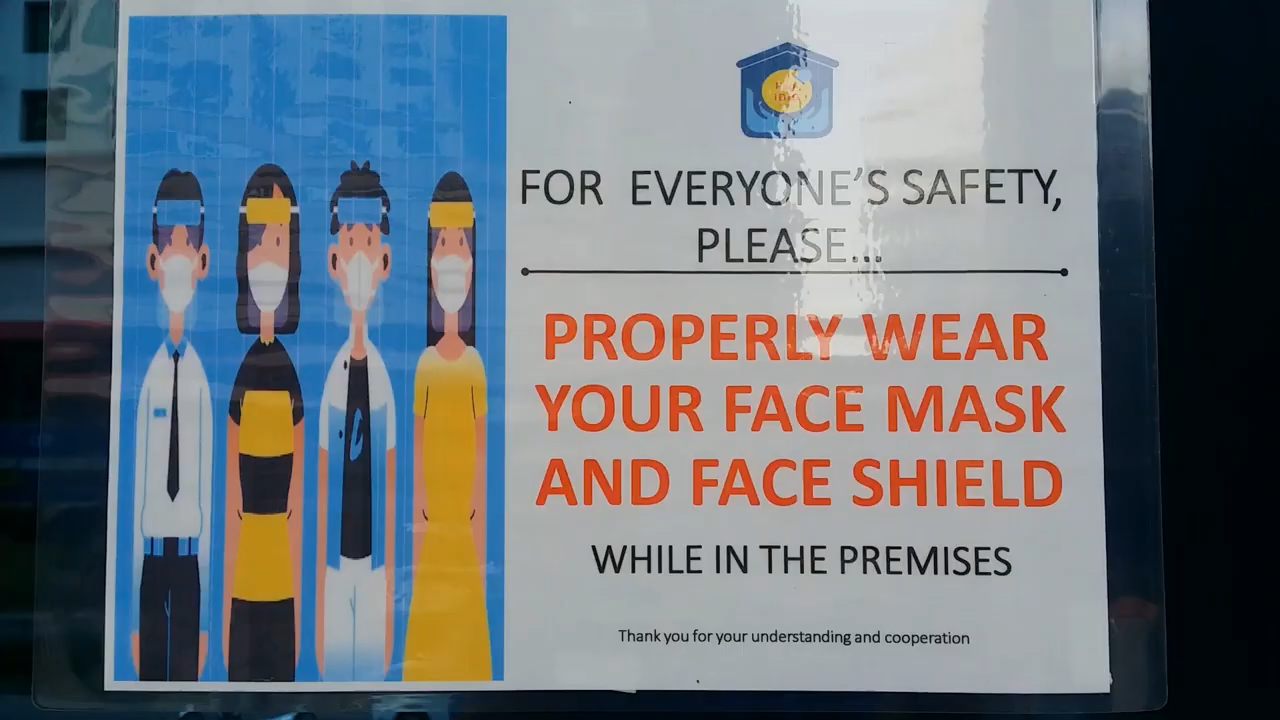 FOR EVERYONE'S SAFETY,
PLEASE...
PROPERLY WEAR
YOUR FACE MASK
AND FACE SHIELD
WHILE IN THE PREMISES
Thank you for your understanding and cooperation